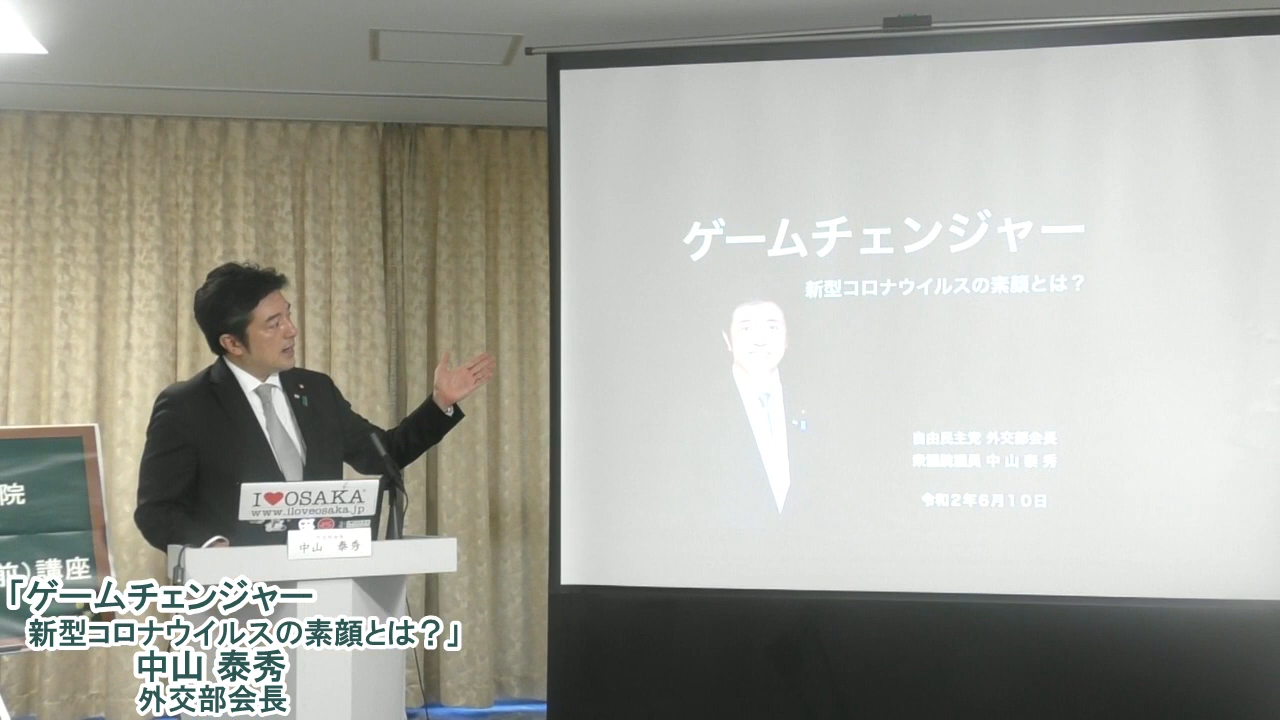 ゲームチェンジャー
新型コロナウイルスの素顔とは？
自由民主党 外交部会長
衆議院議員 中山泰秀
令和2年6月10日
I❤OSAKA
www.iloveosaka.jp
中山 泰秀
院
前)講座
「ゲームチェンジャー
新型コロナウイルスの素顔とは？」
中山 泰秀
外交部会長